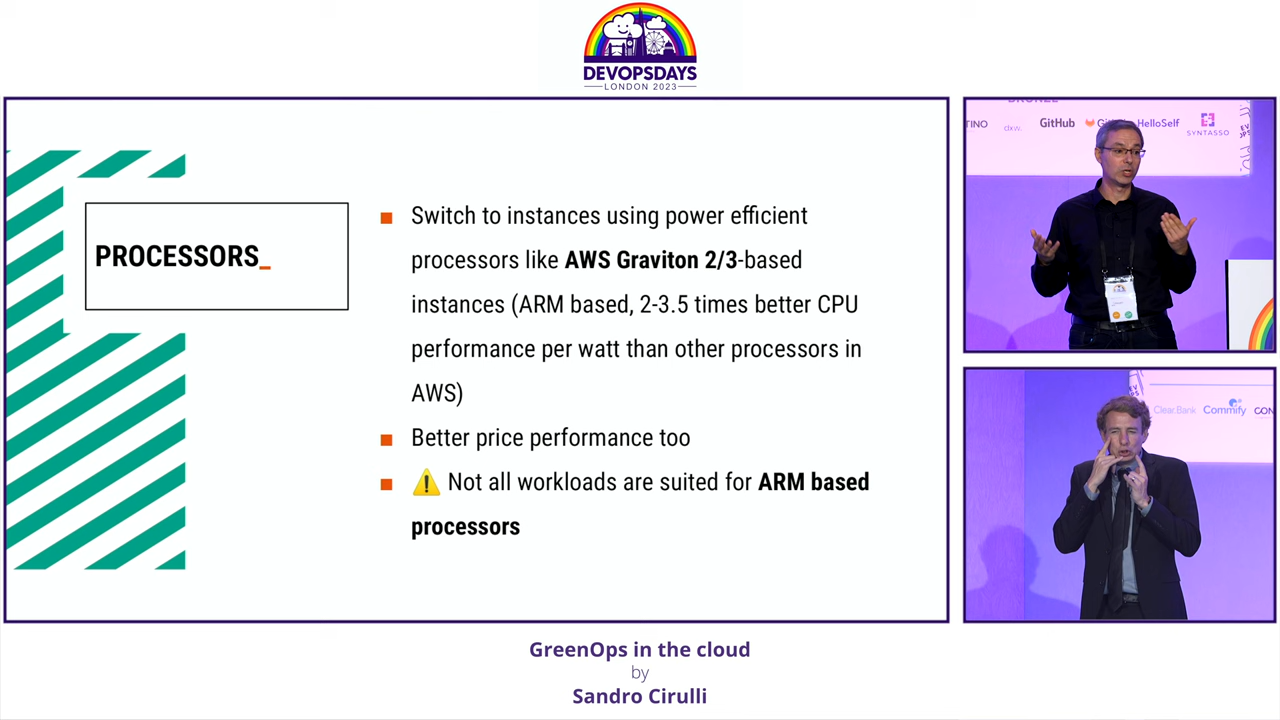 DEVOPSDAYS
LONDON 2023
PROCESSORS_
Switch to instances using power efficient
processors like AWS Graviton 2/3-based
instances (ARM based, 2-3.5 times better CPU
performance per watt than other processors in
AWS)
Better price performance too
⚠️ Not all workloads are suited for ARM based
processors
dxw.
GitHub
HelloSelf
SYNTASSO
Clear.Bank
Commify
GreenOps in the cloud
by
Sandro Cirulli